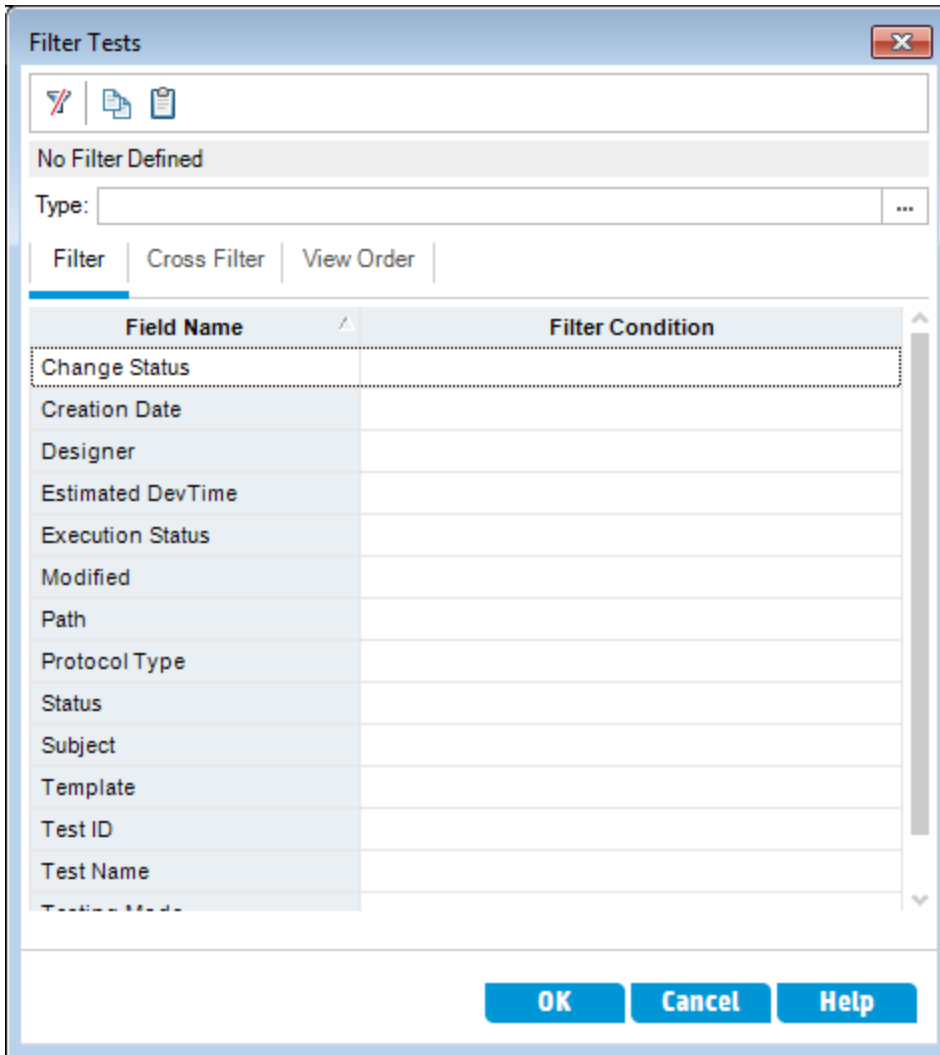 Filter Tests
No Filter Defined
Type: ...
Filter Cross Filter View Order
Field Name Filter Condition
Change Status
Creation Date
Designer
Estimated DevTime
Execution Status
Modified
Path
Protocol Type
Status
Subject
Template
Test ID
Test Name
OK Cancel Help